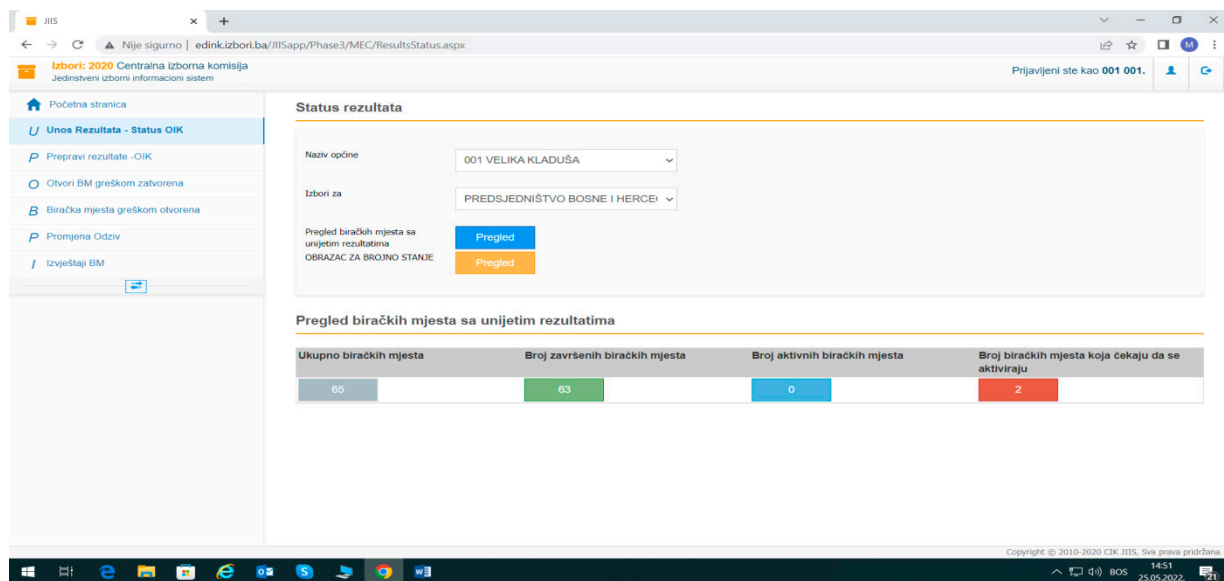 JIIS
Nije sigurno | edink.izbori.ba/JIISapp/Phase3/MEC/ResultsStatus.aspx
M
Izbori: 2020 Centralna izborna komisija
Jedinstveni izborni informacioni sistem
Prijavljeni ste kao 001 001.
Početna stranica
U Unos Rezultata - Status OIK
P Prepravi rezultate -OIK
O Otvori BM greškom zatvorena
B Biračka mjesta greškom otvorena
P Promjena Odziv
I Izvještaji BM
Status rezultata
Naziv općine
001 VELIKA KLADUŠA
Izbori za
PREDSJEDNIŠTVO BOSNE I HERCE
Pregled biračkih mjesta sa
unijetim rezultatima
Pregled
OBRAZAC ZA BROJNO STANJE
Pregled
Pregled biračkih mjesta sa unijetim rezultatima
Ukupno biračkih mjesta
Broj završenih biračkih mjesta
Broj aktivnih biračkih mjesta
Broj biračkih mjesta koja čekaju da se
aktiviraju
65
63
0
2
Copyright © 2010-2020 CIK JIIS, Sva prava pridržana
BOS
14:51
25.05.2022.
21